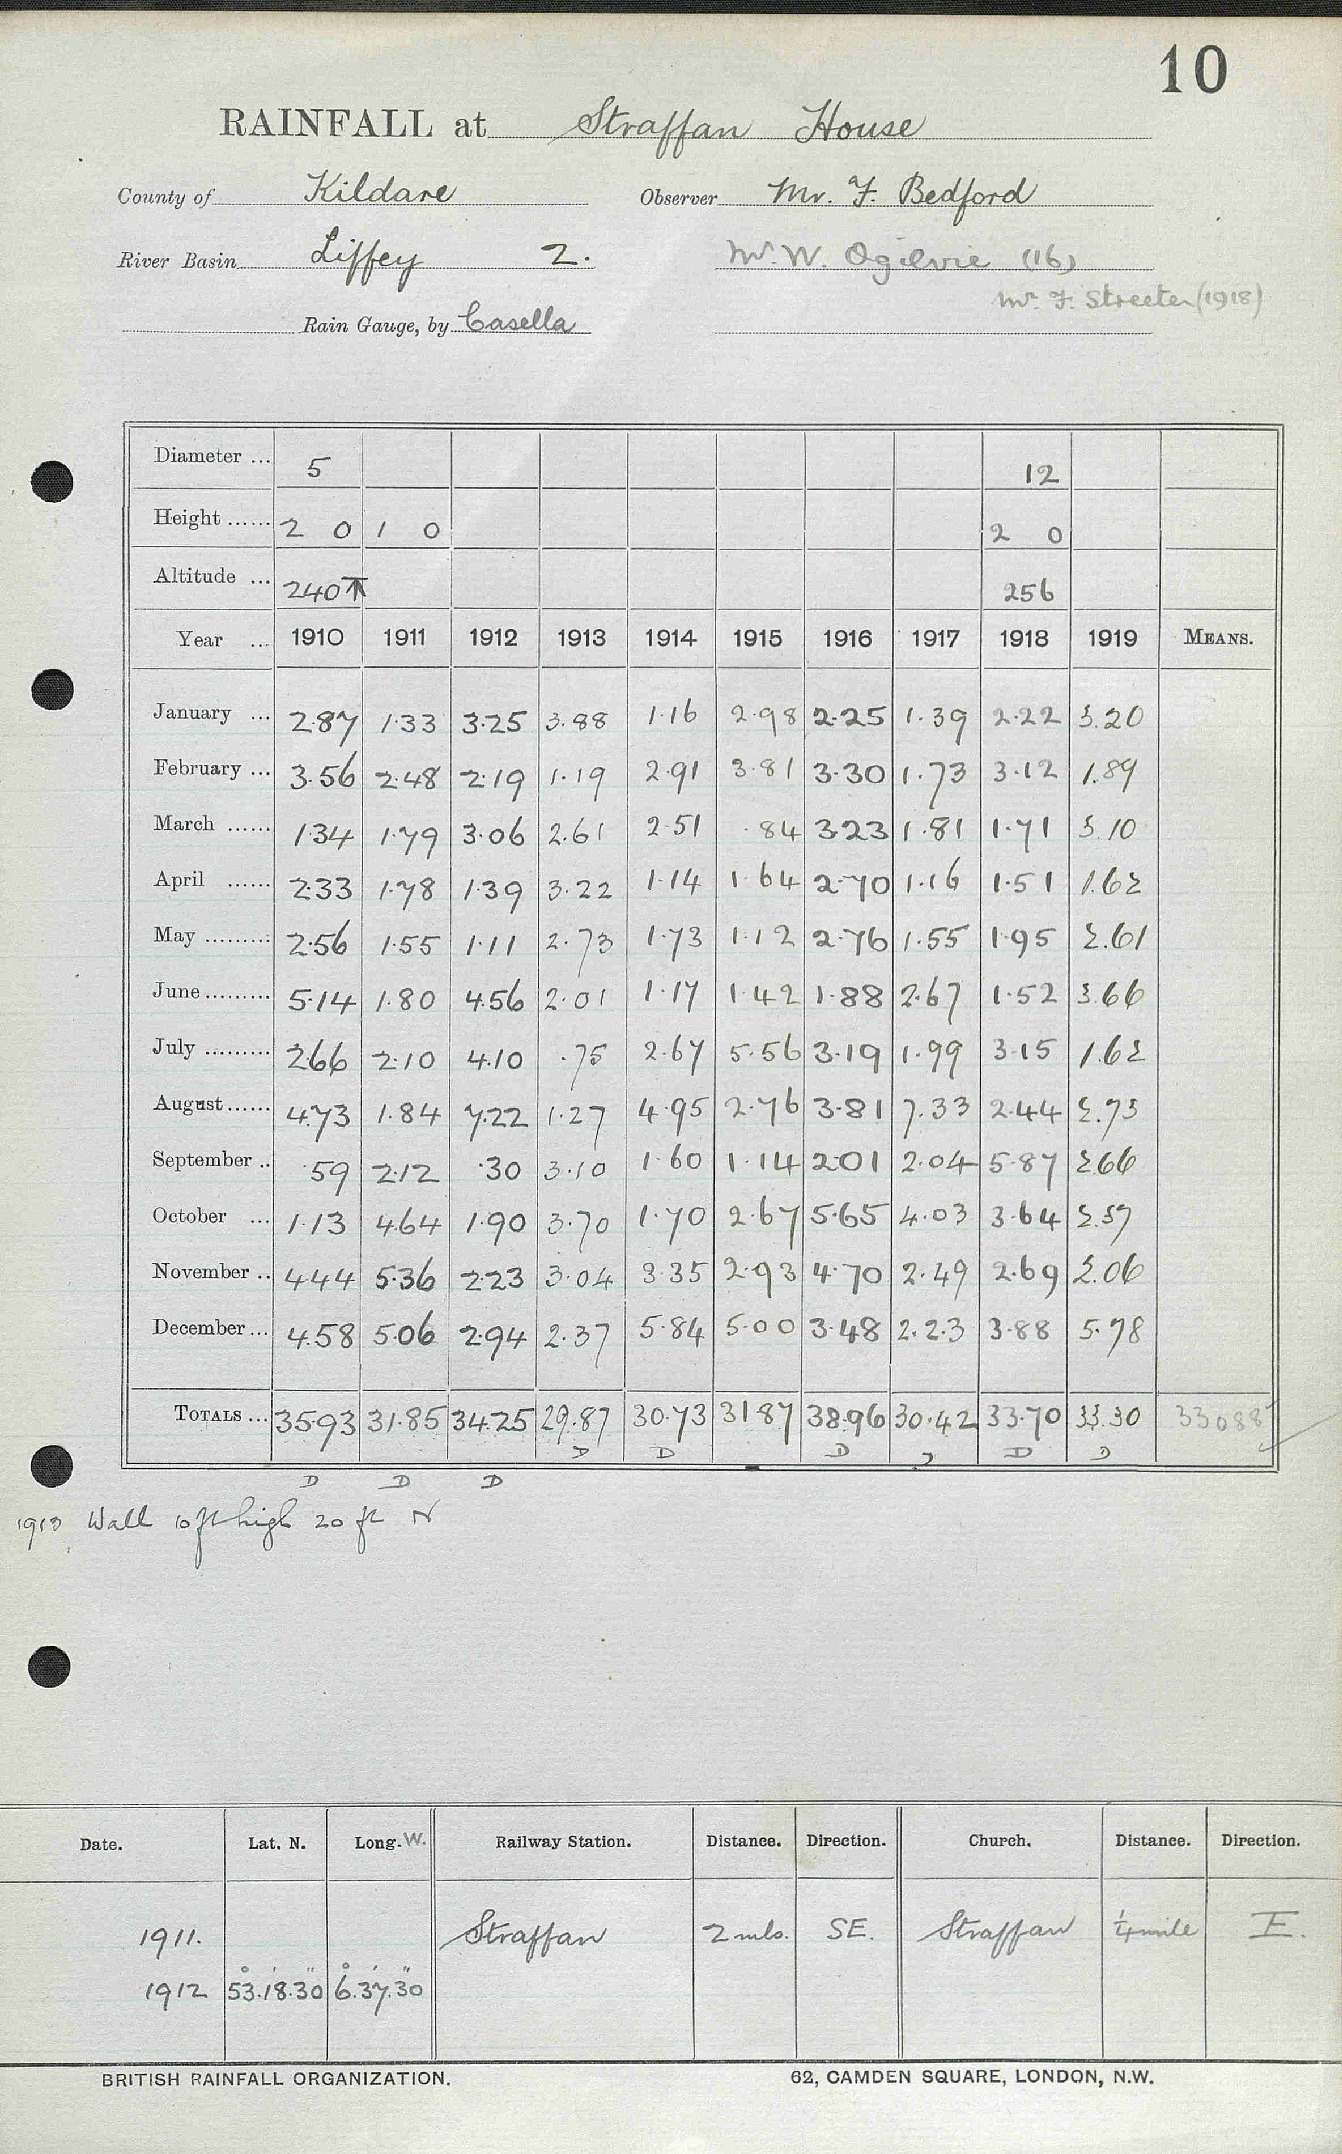 10
RAINFALL at Straffan House
County of Kildare Observer Mr. F. Bedford
River Basin Liffey 2. Mr. W. Ogilvie (16)
Mr F. Streeter (1918)
Rain Gauge, by Casella
Diameter ... 5 12
Height ...... 2 0 1 0 2 0
Altitude ... 240 T 256
Year ... 1910 1911 1912 1913 1914 1915 1916 1917 1918 1919 MEANS.
January ... 2.87 1.33 3.25 3.88 1.16 2.98 2.25 1.39 2.22 3.20
February ... 3.56 2.48 2.19 1.19 2.91 3.81 3.30 1.73 3.12 1.89
March ...... 1.34 1.79 3.06 2.61 2.51 .84 3.23 1.81 1.71 3.10
April ...... 2.33 1.78 1.39 3.22 1.14 1.64 2.70 1.16 1.51 1.62
May ......... 2.56 1.55 1.11 2.73 1.73 1.12 2.76 1.55 1.95 2.61
June ......... 5.14 1.80 4.56 2.01 1.17 1.42 1.88 2.67 1.52 3.66
July ......... 2.66 2.10 4.10 .75 2.67 5.56 3.19 1.99 3.15 1.62
August ...... 4.73 1.84 7.22 1.27 4.95 2.76 3.81 7.33 2.44 2.73
September .. .59 2.12 .30 3.10 1.60 1.14 2.01 2.04 5.87 2.66
October ... 1.13 4.64 1.90 3.70 1.70 2.67 5.65 4.03 3.64 2.37
November .. 4.44 5.36 2.23 3.04 3.35 2.93 4.70 2.49 2.69 2.06
December ... 4.58 5.06 2.94 2.37 5.84 5.00 3.48 2.23 3.88 5.78
TOTALS ... 35.93 31.85 34.25 29.87 30.73 31.87 38.96 30.42 33.70 33.30 33.088
D D D D D D
D D D
1913 Wall 10 ft high 20 ft N
Date. Lat. N. Long. W. Railway Station. Distance. Direction. Church. Distance. Direction.
1911. Straffan 2 mls. SE. Straffan 1/4 mile E.
1912 53°.18'.30" 6°.37'.30"
BRITISH RAINFALL ORGANIZATION. 62, CAMDEN SQUARE, LONDON, N.W.